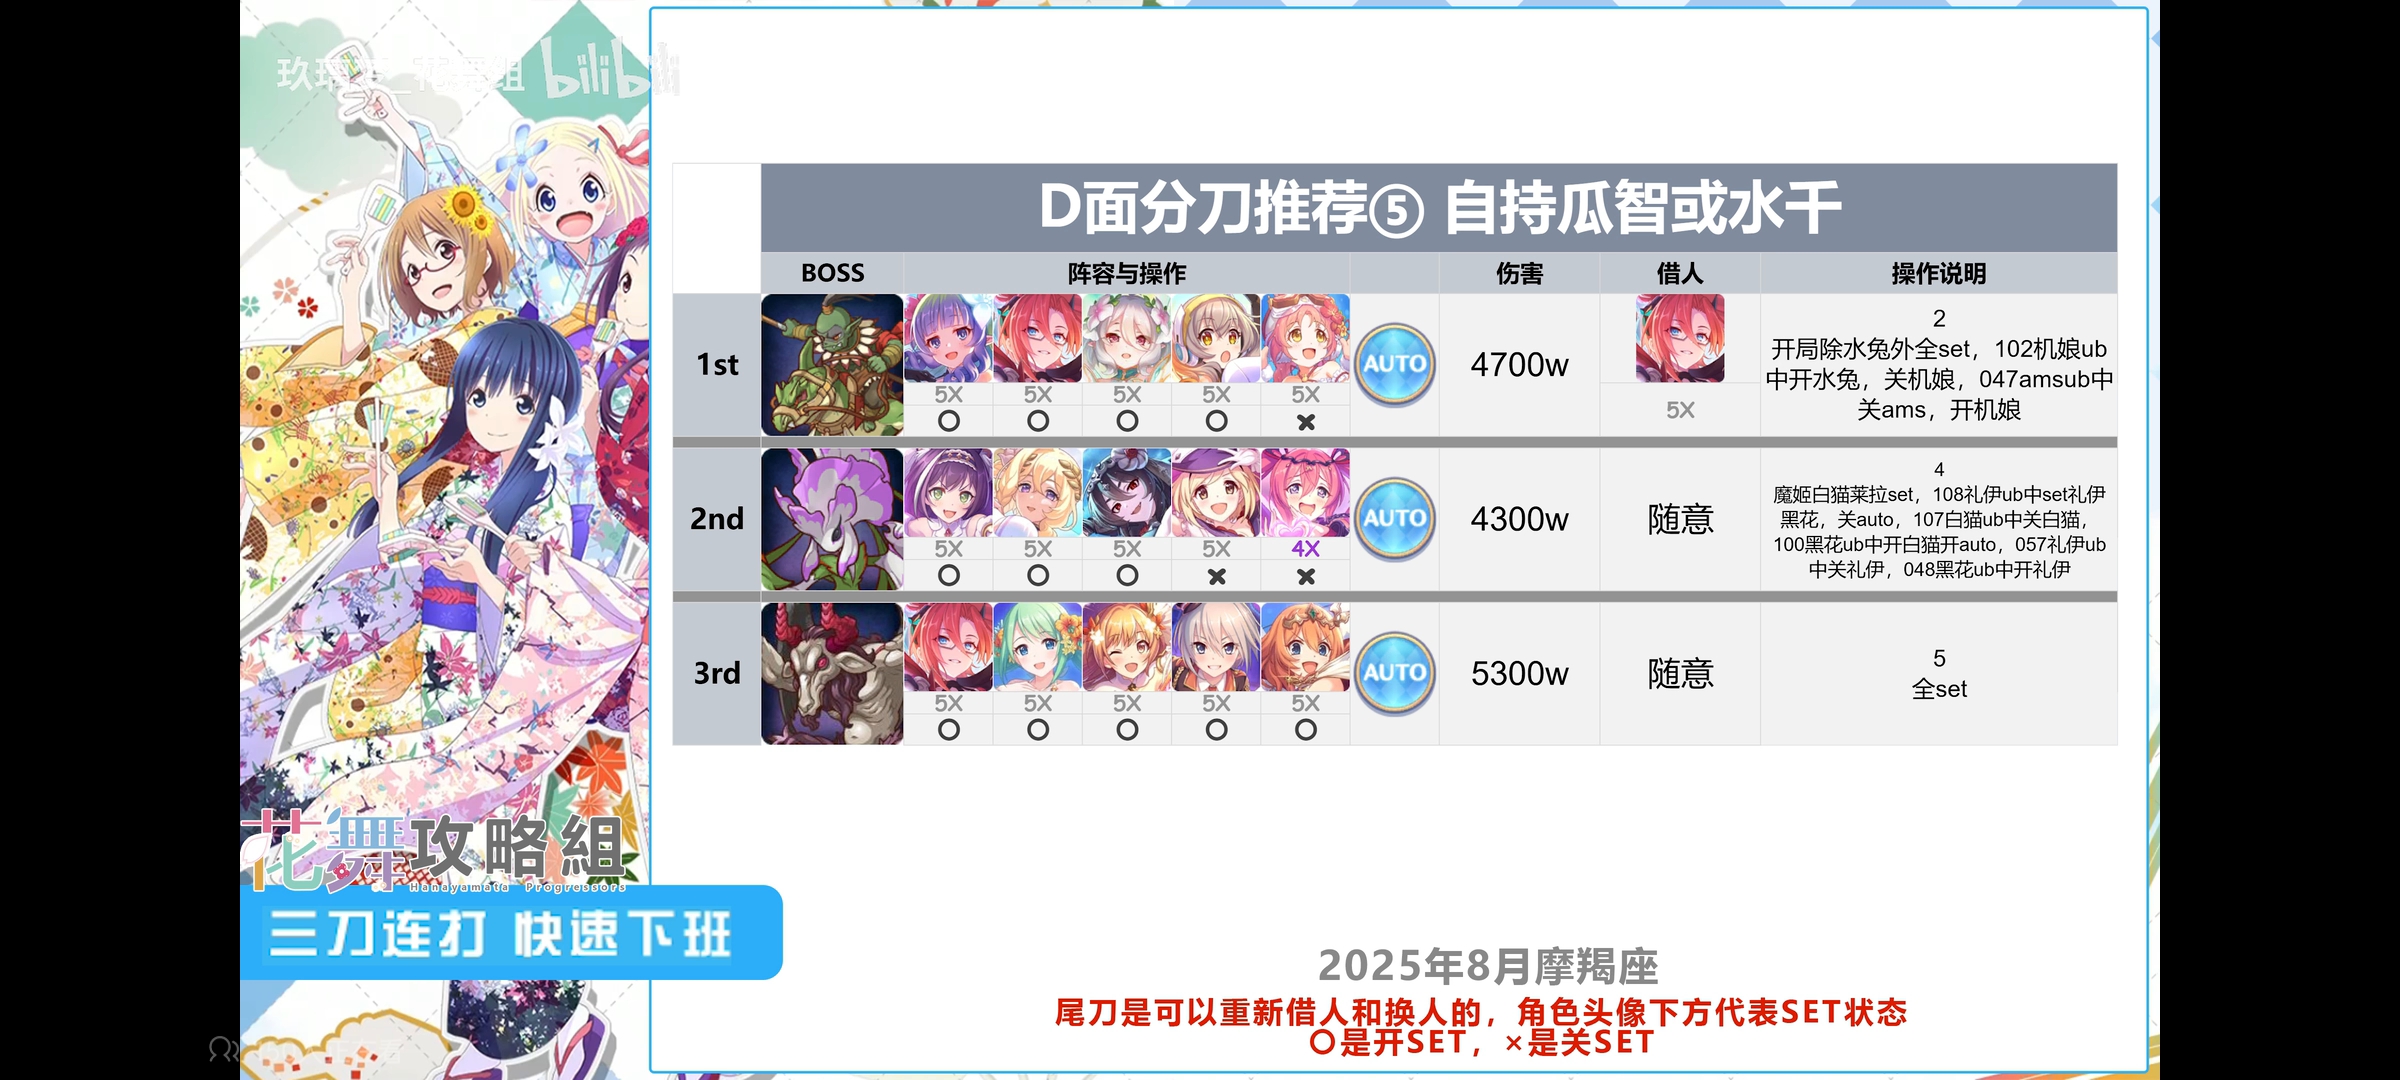 bilibili
D面分刀推荐⑤ 自持瓜智或水千
BOSS 阵容与操作 伤害 借人 操作说明
1st
AUTO
4700w
5X 5X 5X 5X 5X
○ ○ ○ ○ ×
5X
2
开局除水兔外全set，102机娘ub
中开水兔，关机娘，047amsub中
关ams，开机娘
2nd
AUTO
4300w
随意
5X 5X 5X 5X 4X
○ ○ ○ × ×
4
魔姬白猫莱拉set，108礼伊ub中set礼伊
黑花，关auto，107白猫ub中关白猫，
100黑花ub中开白猫开auto，057礼伊ub
中关礼伊，048黑花ub中开礼伊
3rd
AUTO
5300w
随意
5X 5X 5X 5X 5X
○ ○ ○ ○ ○
5
全set
花舞攻略組
Hanayamata Progressors
三刀连打 快速下班
2025年8月摩羯座
尾刀是可以重新借人和换人的，角色头像下方代表SET状态
○是开SET，×是关SET